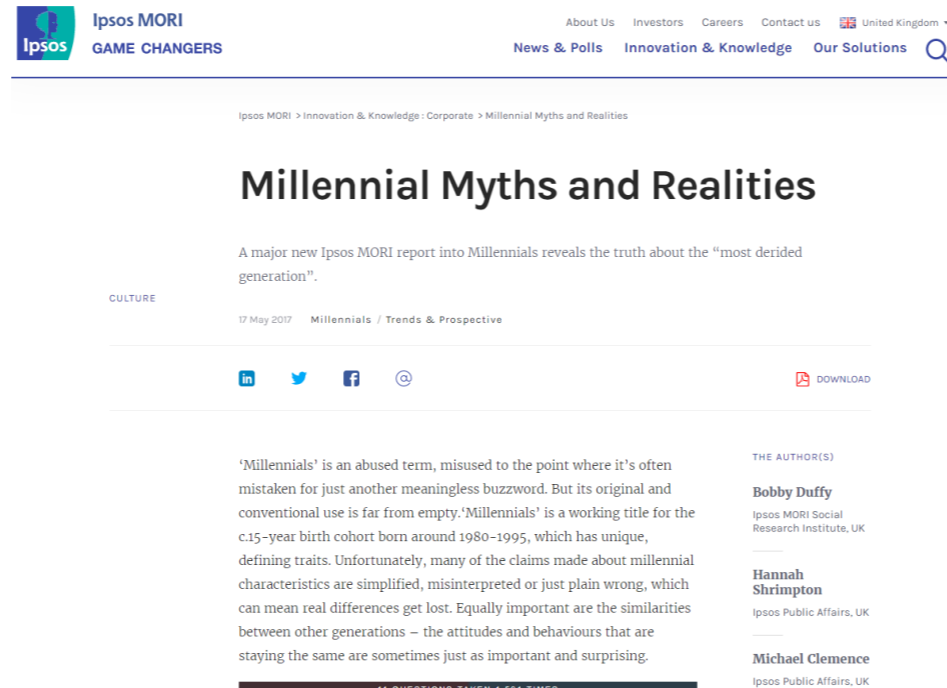 Ipsos
Ipsos MORI
GAME CHANGERS
About Us Investors Careers Contact us United Kingdom
News & Polls Innovation & Knowledge Our Solutions
Ipsos MORI > Innovation & Knowledge : Corporate > Millennial Myths and Realities
Millennial Myths and Realities
A major new Ipsos MORI report into Millennials reveals the truth about the “most derided
generation”.
CULTURE
17 May 2017 Millennials / Trends & Prospective
in
f
@
DOWNLOAD
‘Millennials’ is an abused term, misused to the point where it’s often
mistaken for just another meaningless buzzword. But its original and
conventional use is far from empty.‘Millennials’ is a working title for the
c.15-year birth cohort born around 1980-1995, which has unique,
defining traits. Unfortunately, many of the claims made about millennial
characteristics are simplified, misinterpreted or just plain wrong, which
can mean real differences get lost. Equally important are the similarities
between other generations – the attitudes and behaviours that are
staying the same are sometimes just as important and surprising.
THE AUTHOR(S)
Bobby Duffy
Ipsos MORI Social
Research Institute, UK
Hannah
Shrimpton
Ipsos Public Affairs, UK
Michael Clemence
Ipsos Public Affairs, UK